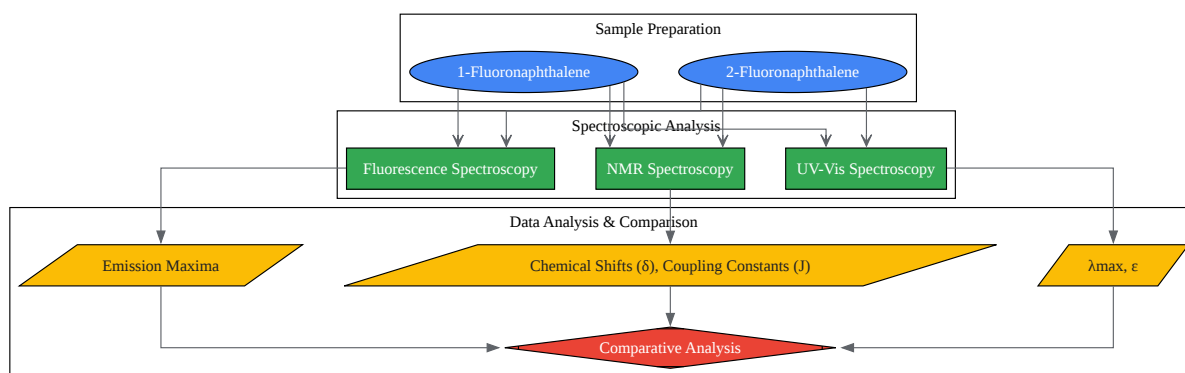 Sample Preparation
1-Fluoronaphthalene
2-Fluoronaphthalene
Spectroscopic Analysis
Fluorescence Spectroscopy
NMR Spectroscopy
UV-Vis Spectroscopy
Data Analysis & Comparison
Emission Maxima
Chemical Shifts (δ), Coupling Constants (J)
λmax, ε
Comparative Analysis